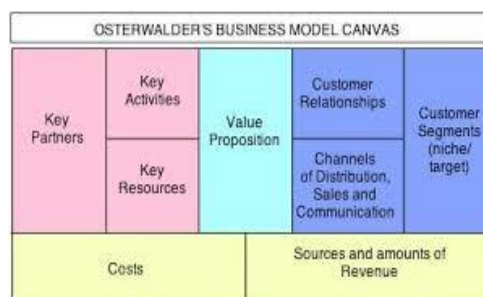 OSTERWALDER'S BUSINESS MODEL CANVAS
Key
Partners
Key
Activities
Key
Resources
Value
Proposition
Customer
Relationships
Channels
of Distribution,
Sales and
Communication
Customer
Segments
(niche/
target)
Costs
Sources and amounts of
Revenue